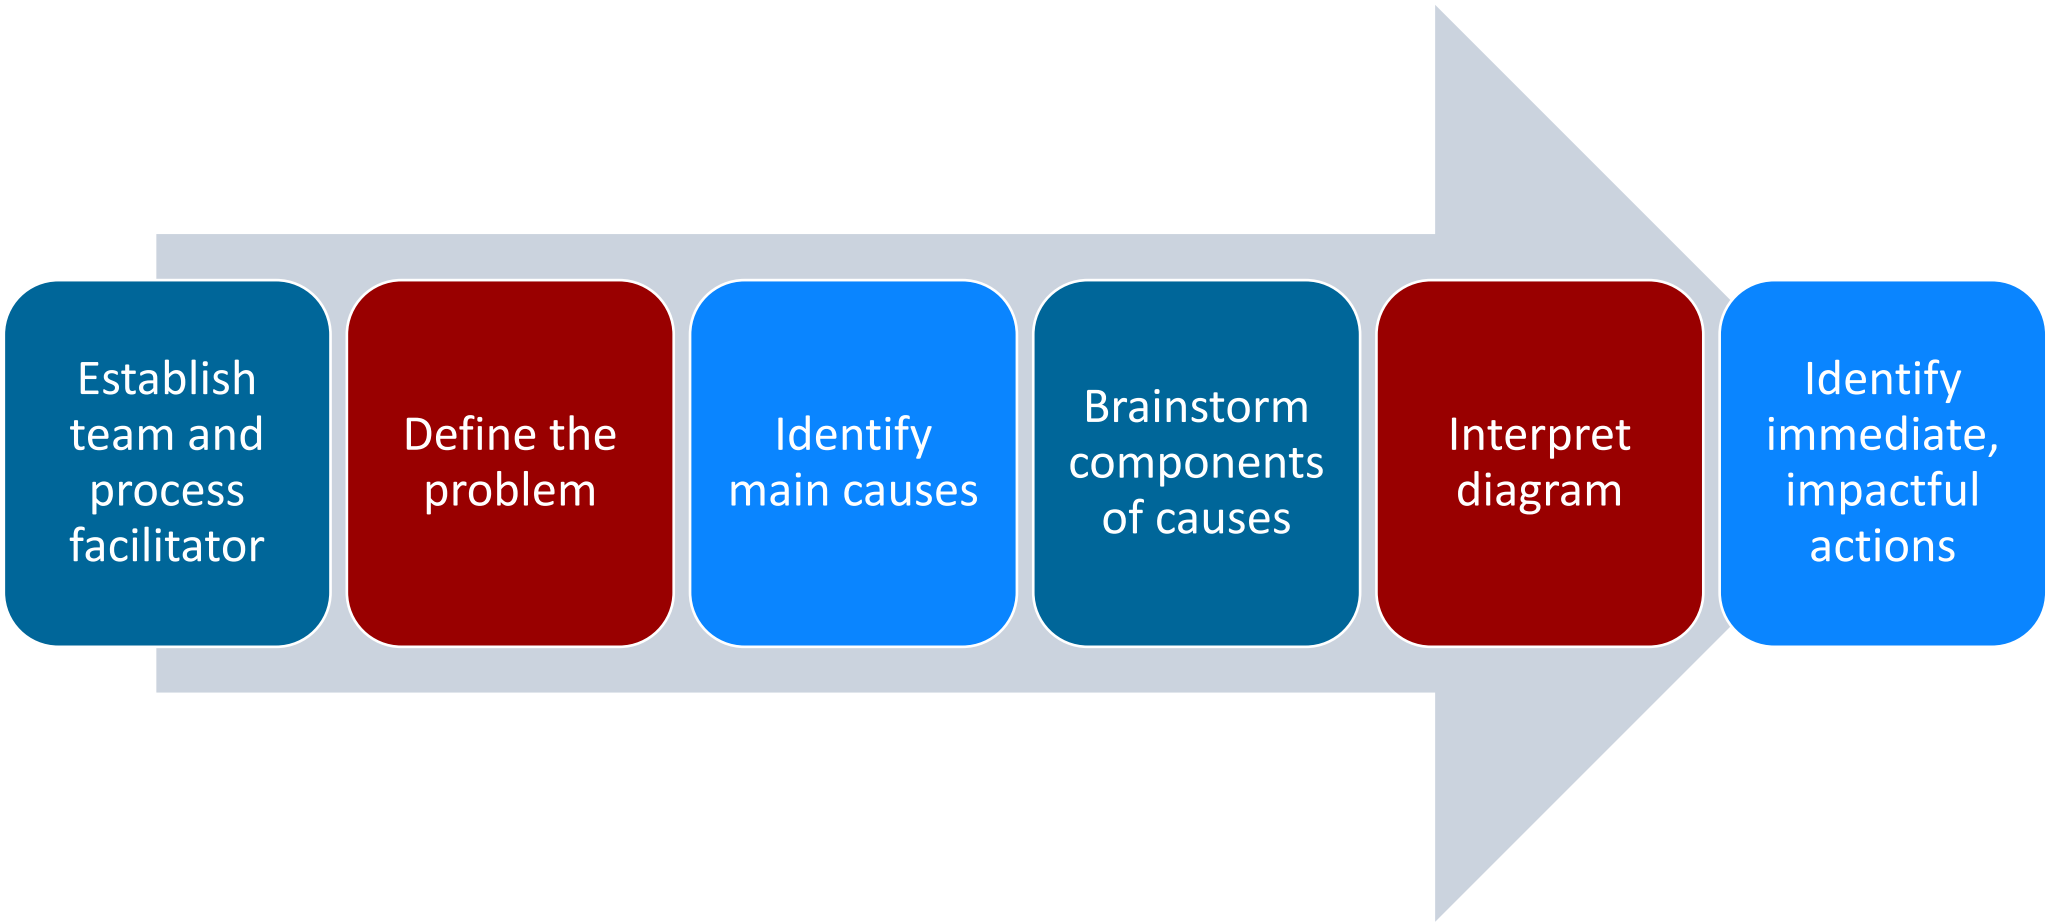 Establish
team and
process
facilitator
Define the
problem
Identify
main causes
Brainstorm
components
of causes
Interpret
diagram
Identify
immediate,
impactful
actions